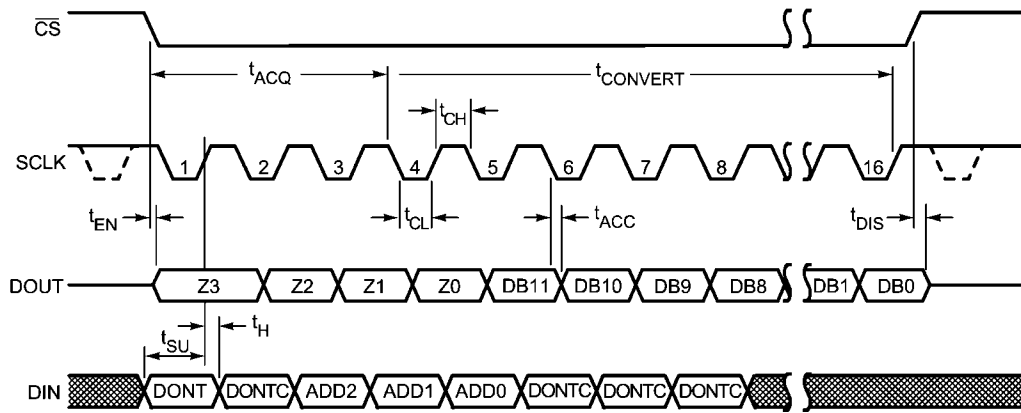 CS
tACQ
tCONVERT
tCH
SCLK
1 2 3 4 5 6 7 8 16
tEN
tCL
tACC
tDIS
DOUT
Z3 Z2 Z1 Z0 DB11 DB10 DB9 DB8 DB1 DB0
tSU
tH
DIN
DONT DONTC ADD2 ADD1 ADD0 DONTC DONTC DONTC